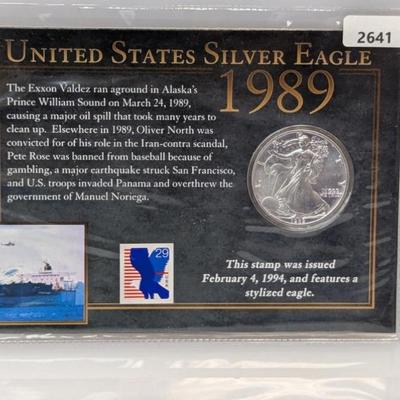 2641
UNITED STATES SILVER EAGLE
1989
The Exxon Valdez ran aground in Alaska's
Prince William Sound on March 24, 1989,
causing a major oil spill that took many years to
clean up. Elsewhere in 1989, Oliver North was
convicted for of his role in the Iran-contra scandal,
Pete Rose was banned from baseball because of
gambling, a major earthquake struck San Francisco,
and U.S. troops invaded Panama and overthrew the
government of Manuel Noriega.
29
This stamp was issued
February 4, 1994, and features a
stylized eagle.